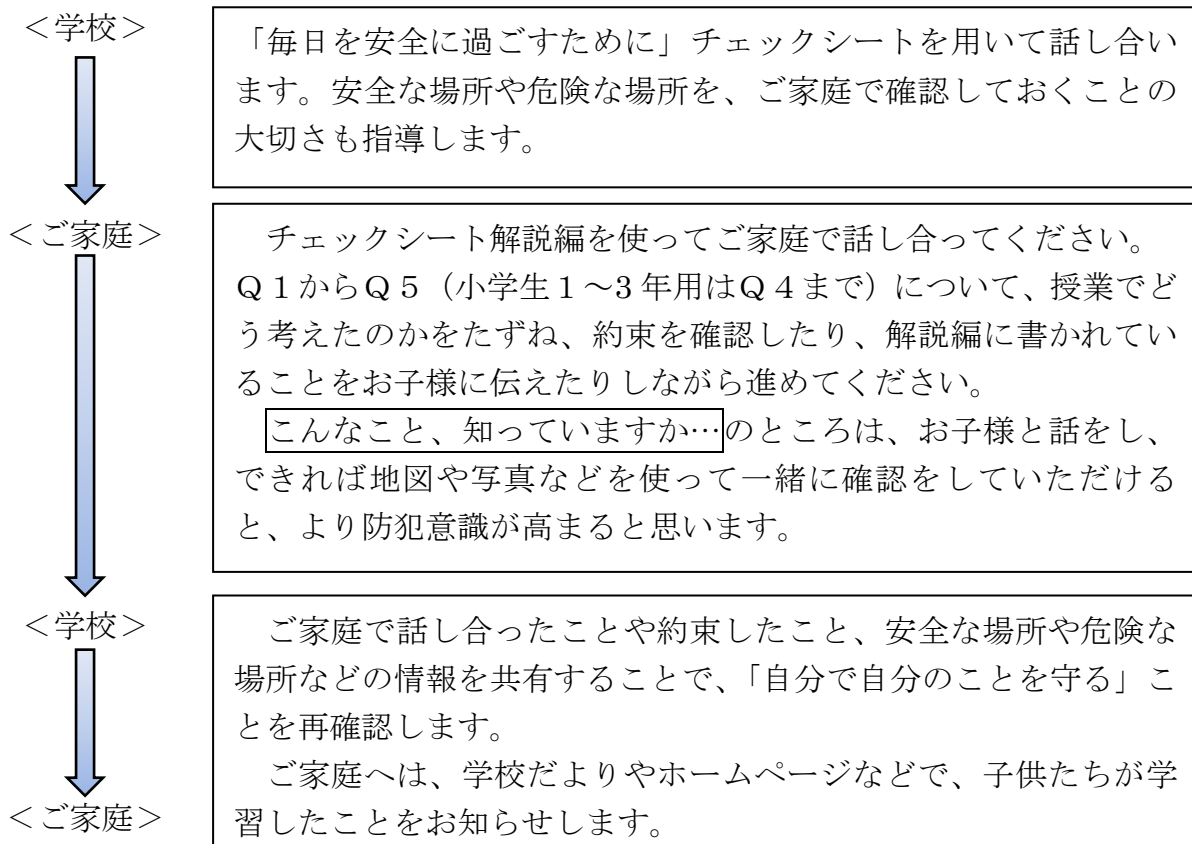 ＜学校＞
「毎日を安全に過ごすために」チェックシートを用いて話し合い
ます。安全な場所や危険な場所を、ご家庭で確認しておくことの
大切さも指導します。
＜ご家庭＞
チェックシート解説編を使ってご家庭で話し合ってください。
Ｑ１からＱ５（小学生１～３年用はＱ４まで）について、授業でど
う考えたのかをたずね、約束を確認したり、解説編に書かれてい
ることをお子様に伝えたりしながら進めてください。
こんなこと、知っていますか…のところは、お子様と話をし、
できれば地図や写真などを使って一緒に確認をしていただける
と、より防犯意識が高まると思います。
＜学校＞
ご家庭で話し合ったことや約束したこと、安全な場所や危険な
場所などの情報を共有することで、「自分で自分のことを守る」こ
とを再確認します。
ご家庭へは、学校だよりやホームページなどで、子供たちが学
習したことをお知らせします。
＜ご家庭＞